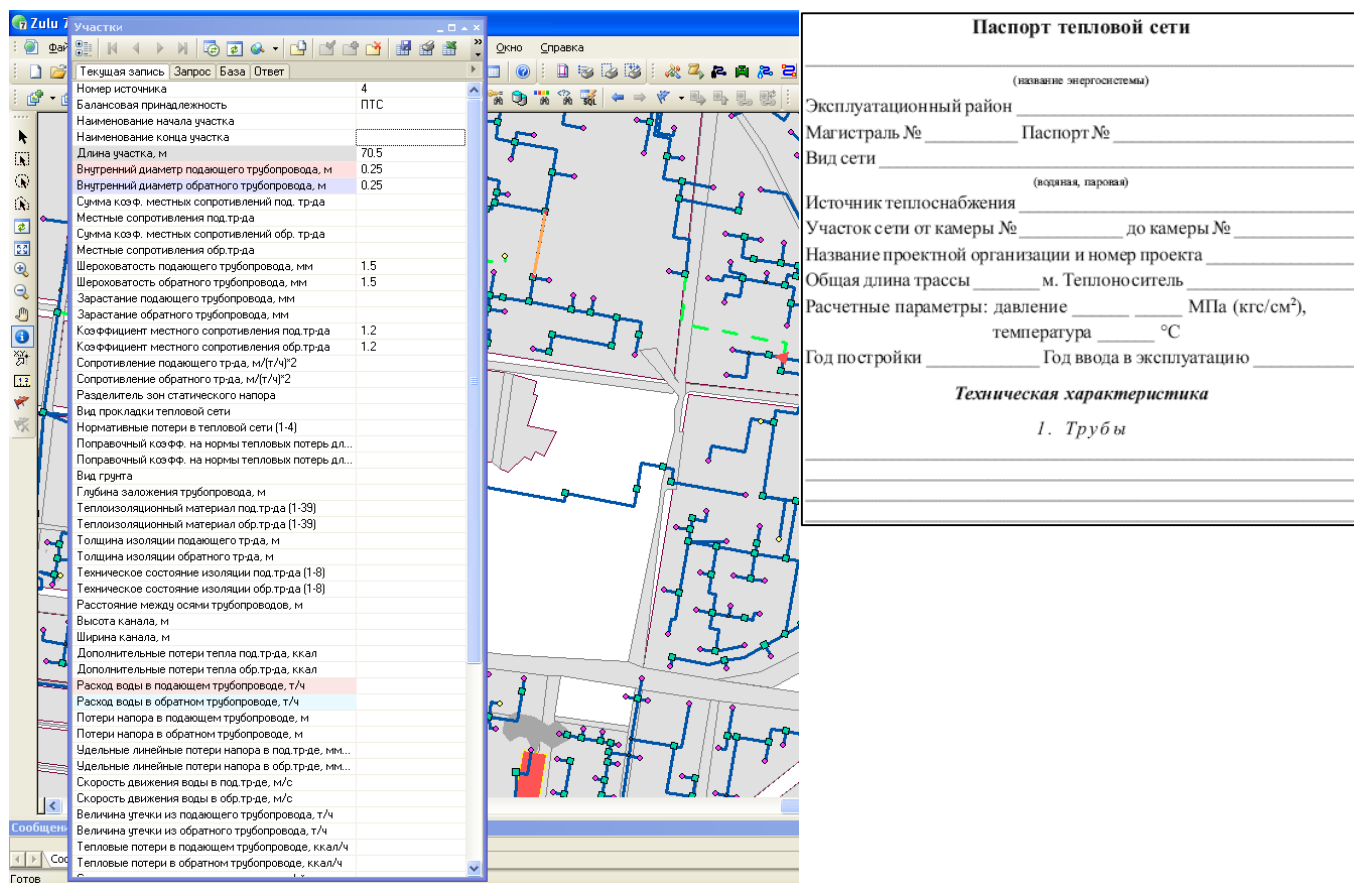 Zulu 7
Участки
Фай
Окно
Справка
Текущая запись
Запрос
База
Ответ
SQL
Номер источника 4
Балансовая принадлежность ПТС
Наименование начала участка
Наименование конца участка
Длина участка, м 70.5
Внутренний диаметр подающего трубопровода, м 0.25
Внутренний диаметр обратного трубопровода, м 0.25
Сумма коэф. местных сопротивлений под. тр-да
Местные сопротивления под.тр-да
Сумма коэф. местных сопротивлений обр. тр-да
Местные сопротивления обр.тр-да
Шероховатость подающего трубопровода, мм 1.5
Шероховатость обратного трубопровода, мм 1.5
Зарастание подающего трубопровода, мм
Зарастание обратного трубопровода, мм
Коэффициент местного сопротивления под.тр-да 1.2
Коэффициент местного сопротивления обр.тр-да 1.2
Сопротивление подающего тр-да, м/(т/ч)*2
Сопротивление обратного тр-да, м/(т/ч)*2
Разделитель зон статического напора
Вид прокладки тепловой сети
Нормативные потери в тепловой сети (1-4)
Поправочный коэфф. на нормы тепловых потерь дл...
Поправочный коэфф. на нормы тепловых потерь дл...
Вид грунта
Глубина заложения трубопровода, м
Теплоизоляционный материал под.тр-да (1-39)
Теплоизоляционный материал обр.тр-да (1-39)
Толщина изоляции подающего тр-да, м
Толщина изоляции обратного тр-да, м
Техническое состояние изоляции под.тр-да (1-8)
Техническое состояние изоляции обр.тр-да (1-8)
Расстояние между осями трубопроводов, м
Высота канала, м
Ширина канала, м
Дополнительные потери тепла под.тр-да, ккал
Дополнительные потери тепла обр.тр-да, ккал
Расход воды в подающем трубопроводе, т/ч
Расход воды в обратном трубопроводе, т/ч
Потери напора в подающем трубопроводе, м
Потери напора в обратном трубопроводе, м
Удельные линейные потери напора в под.тр-де, мм...
Удельные линейные потери напора в обр.тр-де, мм...
Скорость движения воды в под.тр-де, м/с
Скорость движения воды в обр.тр-де, м/с
Величина утечки из подающего трубопровода, т/ч
Величина утечки из обратного трубопровода, т/ч
Тепловые потери в подающем трубопроводе, ккал/ч
Тепловые потери в обратном трубопроводе, ккал/ч
Сообщени
Соо
Готов
Паспорт тепловой сети
(название энергосистемы)
Эксплуатационный район
Магистраль № Паспорт №
Вид сети
(водяная, паровая)
Источник теплоснабжения
Участок сети от камеры № до камеры №
Название проектной организации и номер проекта
Общая длина трассы м. Теплоноситель
Расчетные параметры: давление МПа (кгс/см²),
температура °С
Год постройки Год ввода в эксплуатацию
Техническая характеристика
1. Трубы